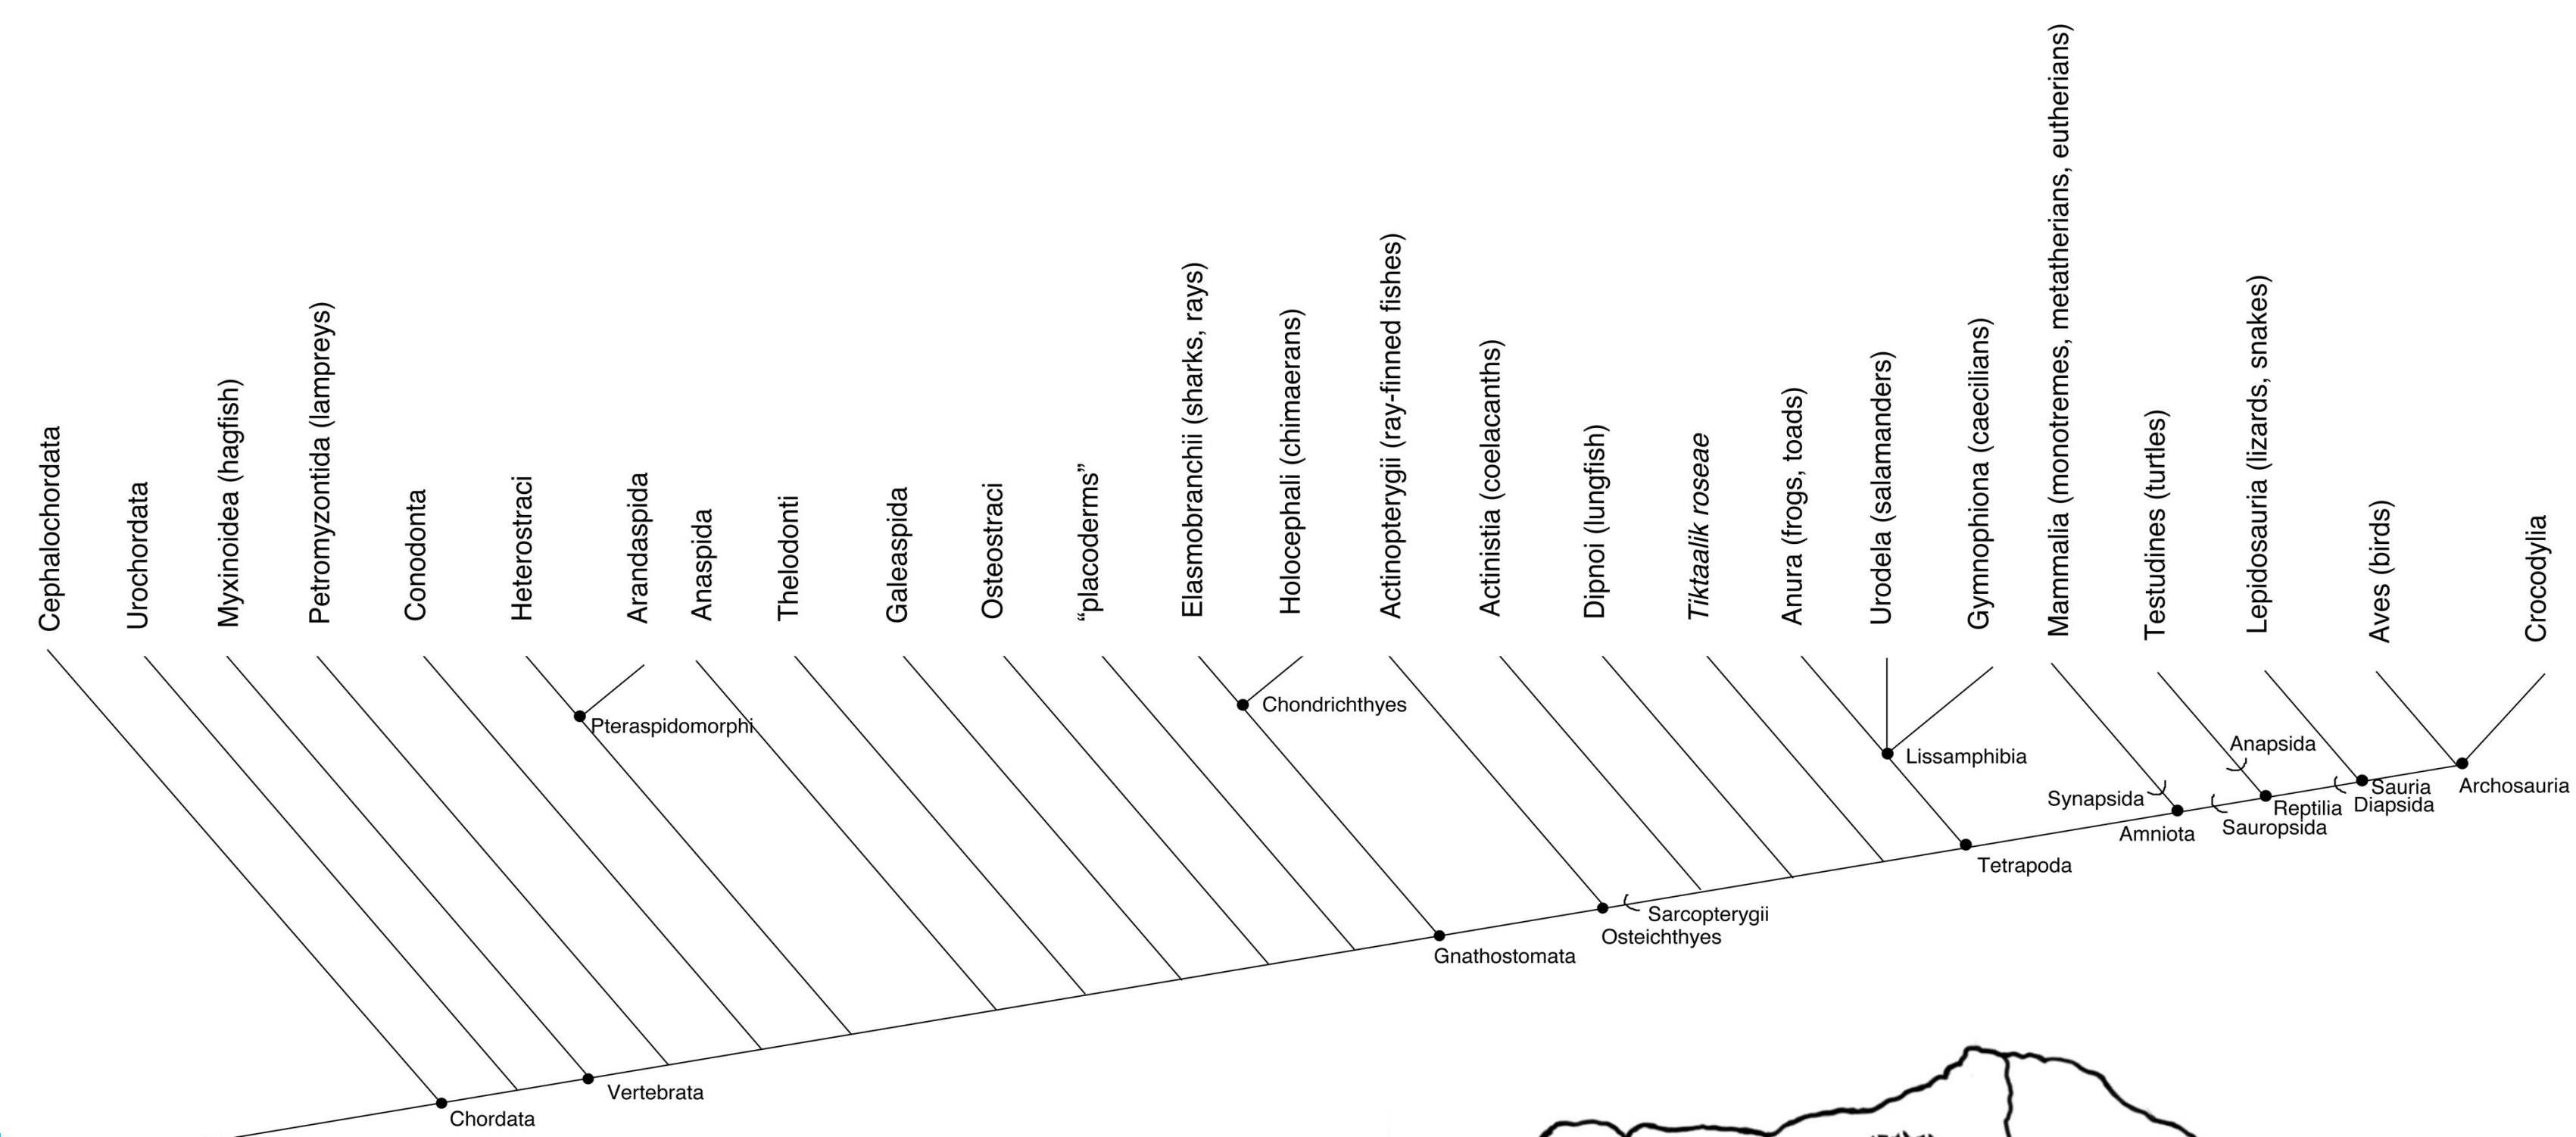 Cephalochordata
Urochordata
Myxinoidea (hagfish)
Petromyzontida (lampreys)
Conodonta
Heterostraci
Arandaspida
Anaspida
Thelodonti
Galeaspida
Osteostraci
“placoderms”
Elasmobranchii (sharks, rays)
Holocephali (chimaerans)
Actinopterygii (ray-finned fishes)
Actinistia (coelacanths)
Dipnoi (lungfish)
Tiktaalik roseae
Anura (frogs, toads)
Urodela (salamanders)
Gymnophiona (caecilians)
Mammalia (monotremes, metatherians, eutherians)
Testudines (turtles)
Lepidosauria (lizards, snakes)
Aves (birds)
Crocodylia
Pteraspidomorphi
Chondrichthyes
Lissamphibia
Anapsida
Synapsida
Sauria
Archosauria
Reptilia
Diapsida
Sauropsida
Amniota
Tetrapoda
Sarcopterygii
Osteichthyes
Gnathostomata
Vertebrata
Chordata